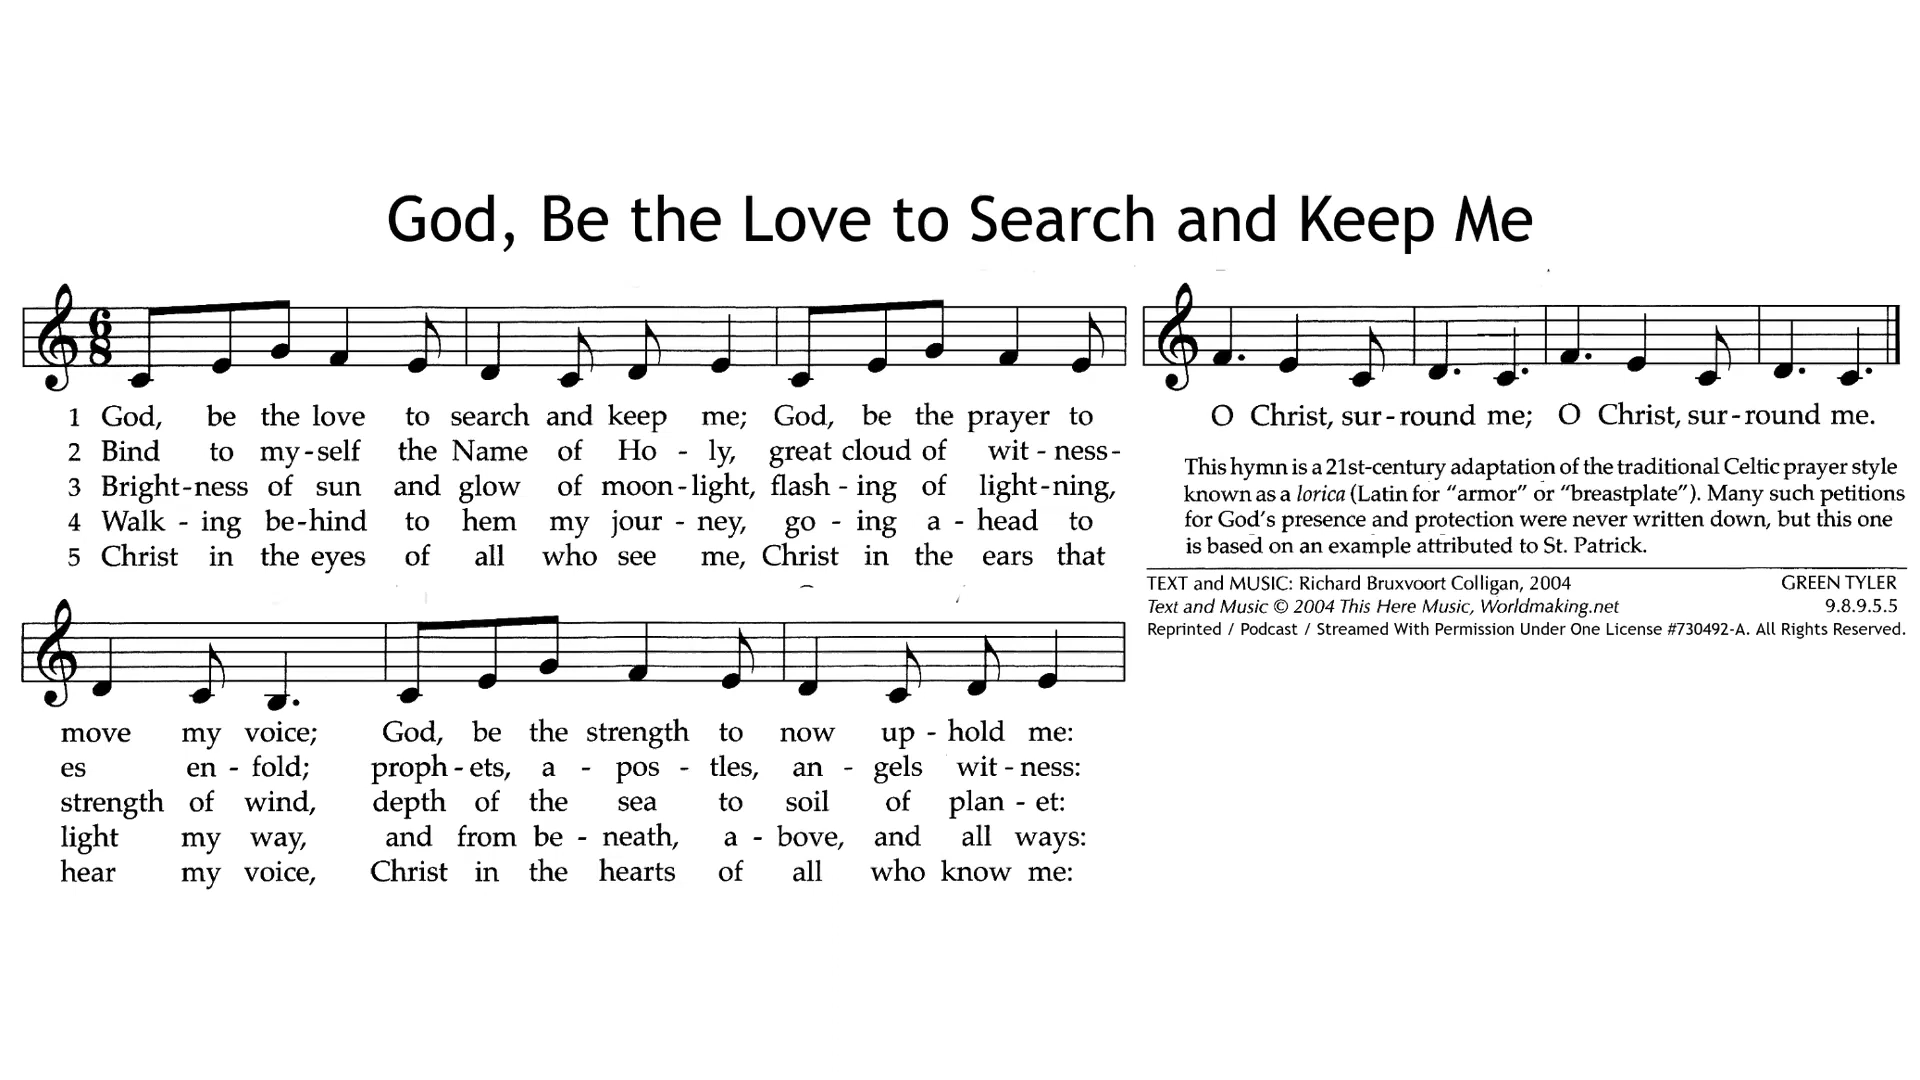 God, Be the Love to Search and Keep Me
6
8
1 God, be the love to search and keep me; God, be the prayer to
2 Bind to my-self the Name of Ho - ly, great cloud of wit - ness-
3 Bright-ness of sun and glow of moon-light, flash - ing of light-ning,
4 Walk - ing be-hind to hem my jour - ney, go - ing a - head to
5 Christ in the eyes of all who see me, Christ in the ears that
move my voice; God, be the strength to now up - hold me:
es en - fold; proph-ets, a - pos - tles, an - gels wit - ness:
strength of wind, depth of the sea to soil of plan - et:
light my way, and from be - neath, a - bove, and all ways:
hear my voice, Christ in the hearts of all who know me:
O Christ, sur-round me; O Christ, sur-round me.
This hymn is a 21st-century adaptation of the traditional Celtic prayer style
known as a lorica (Latin for “armor” or “breastplate”). Many such petitions
for God’s presence and protection were never written down, but this one
is based on an example attributed to St. Patrick.
TEXT and MUSIC: Richard Bruxvoort Colligan, 2004 GREEN TYLER
Text and Music © 2004 This Here Music, Worldmaking.net 9.8.9.5.5
Reprinted / Podcast / Streamed With Permission Under One License #730492-A. All Rights Reserved.